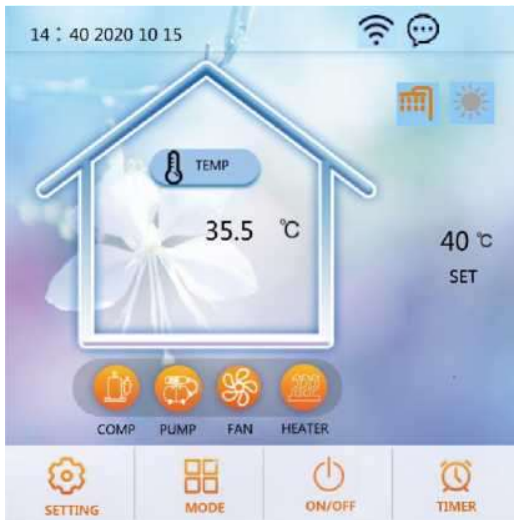 14 : 40 2020 10 15
TEMP
35.5 ℃
40 ℃
SET
COMP PUMP FAN HEATER
SETTING MODE ON/OFF TIMER